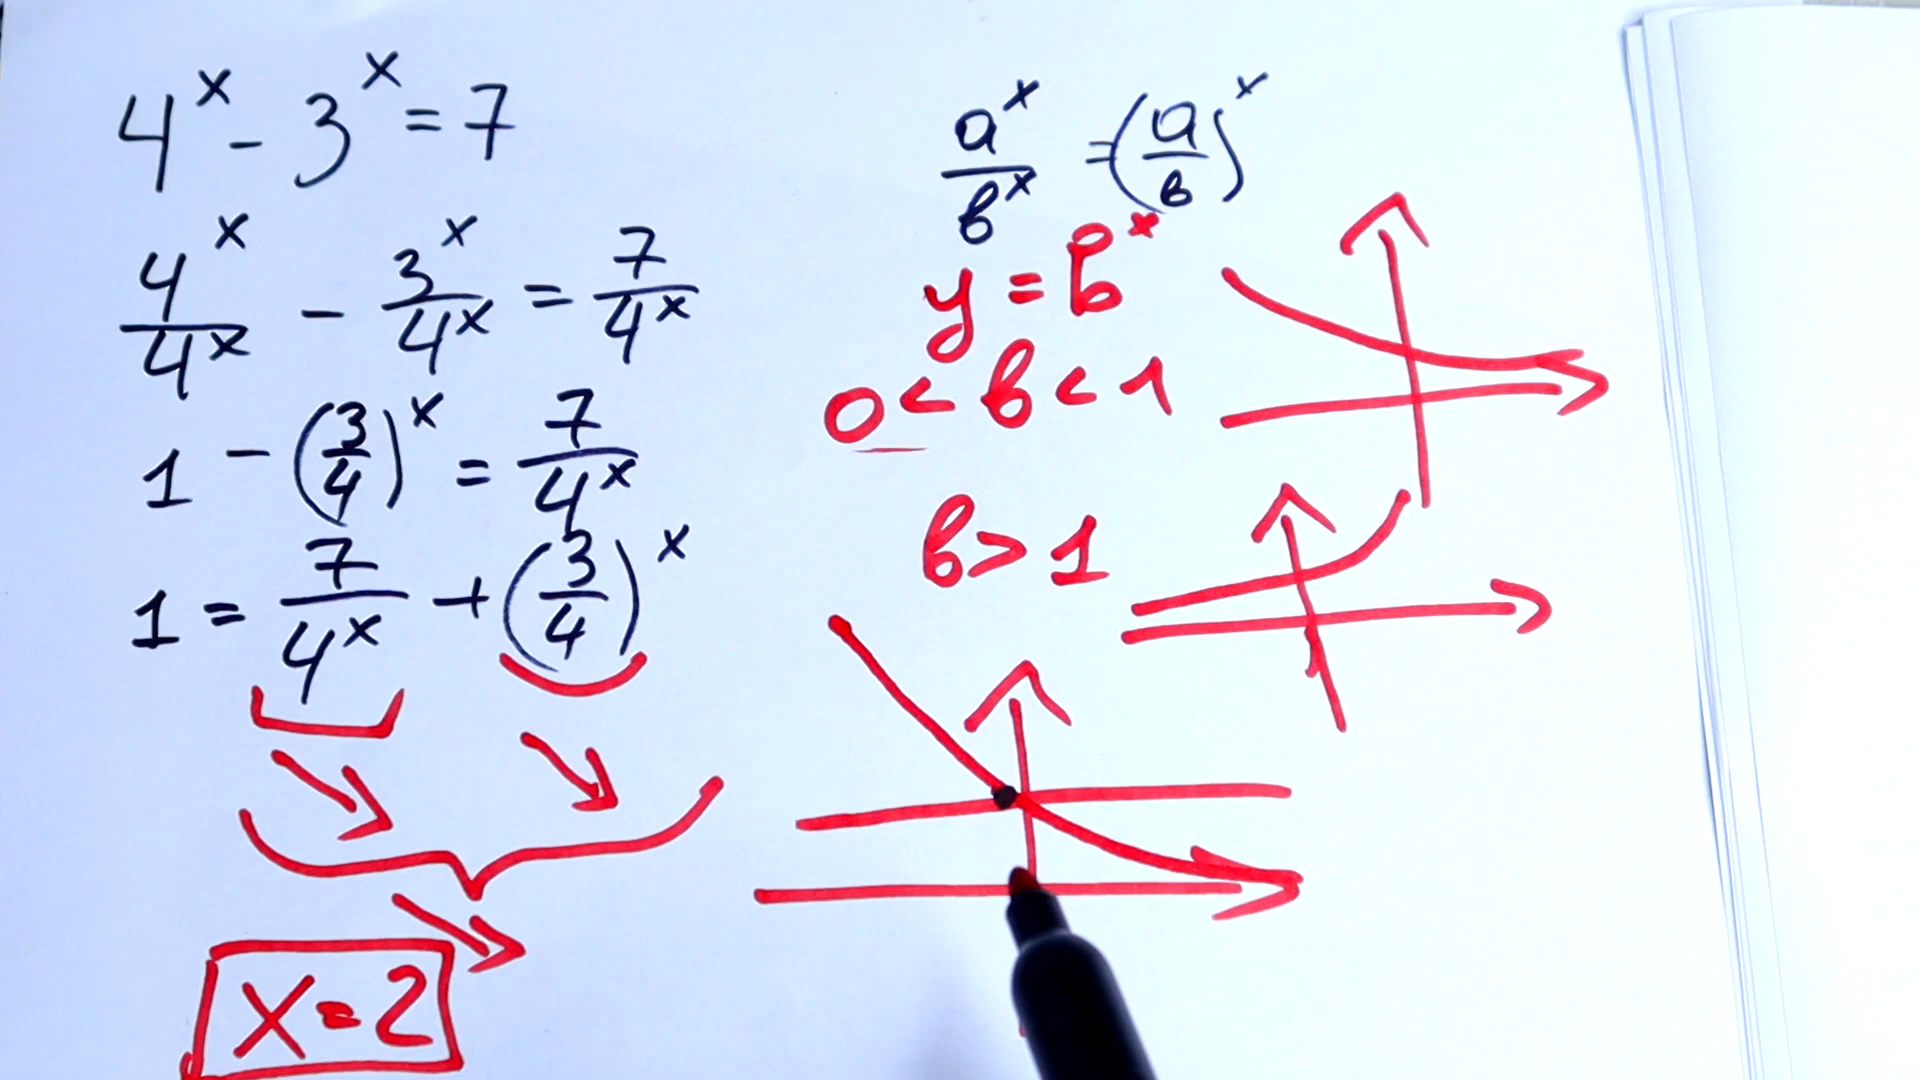 4^x - 3^x = 7
4^x/4^x - 3^x/4^x = 7/4^x
1 - (3/4)^x = 7/4^x
1 = 7/4^x + (3/4)^x
x = 2
a^x/b^x = (a/b)^x
y = b^x
0 < b < 1
b > 1